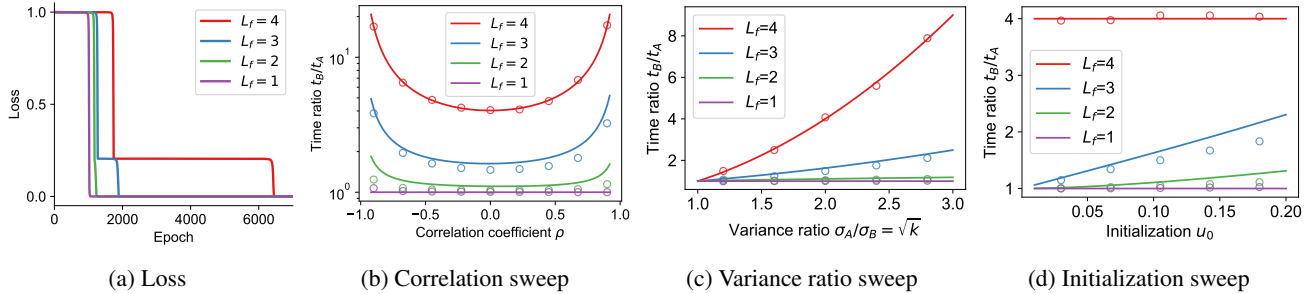 Loss
1.0
0.5
0.0
0
2000
4000
6000
Epoch
L_f = 4
L_f = 3
L_f = 2
L_f = 1
(a) Loss
Time ratio t_B/t_A
10^1
10^0
−1.0
−0.5
0.0
0.5
1.0
Correlation coefficient ρ
L_f = 4
L_f = 3
L_f = 2
L_f = 1
(b) Correlation sweep
Time ratio t_B/t_A
8
6
4
2
1.0
1.5
2.0
2.5
3.0
Variance ratio σ_A/σ_B = √k
L_f=4
L_f=3
L_f=2
L_f=1
(c) Variance ratio sweep
Time ratio t_B/t_A
4
3
2
1
0.05
0.10
0.15
0.20
Initialization u_0
L_f=4
L_f=3
L_f=2
L_f=1
(d) Initialization sweep